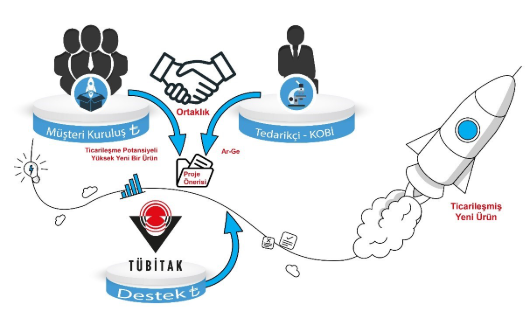 Ortaklık
Müşteri Kuruluş ₺
Tedarikçi - KOBİ
Ticarileşme Potansiyeli
Yüksek Yeni Bir Ürün
Ar-Ge
Proje
Önerisi
Ticarileşmiş
Yeni Ürün
TÜBİTAK
Destek ₺